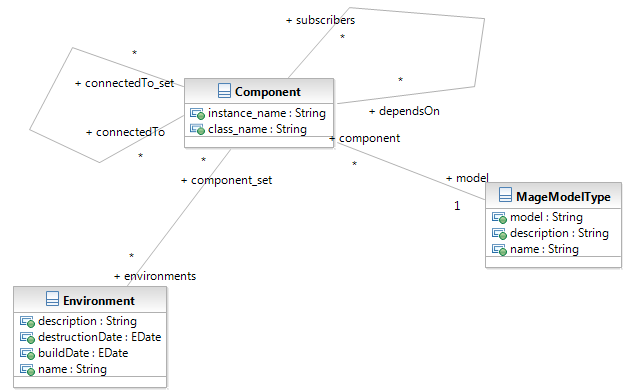 + subscribers
*
*
+ connectedTo_set
*
+ dependsOn
Component
instance_name : String
class_name : String
+ connectedTo
*
+ component
*
*
+ component_set
+ model
1
MageModelType
model : String
description : String
name : String
*
+ environments
Environment
description : String
destructionDate : EDate
buildDate : EDate
name : String